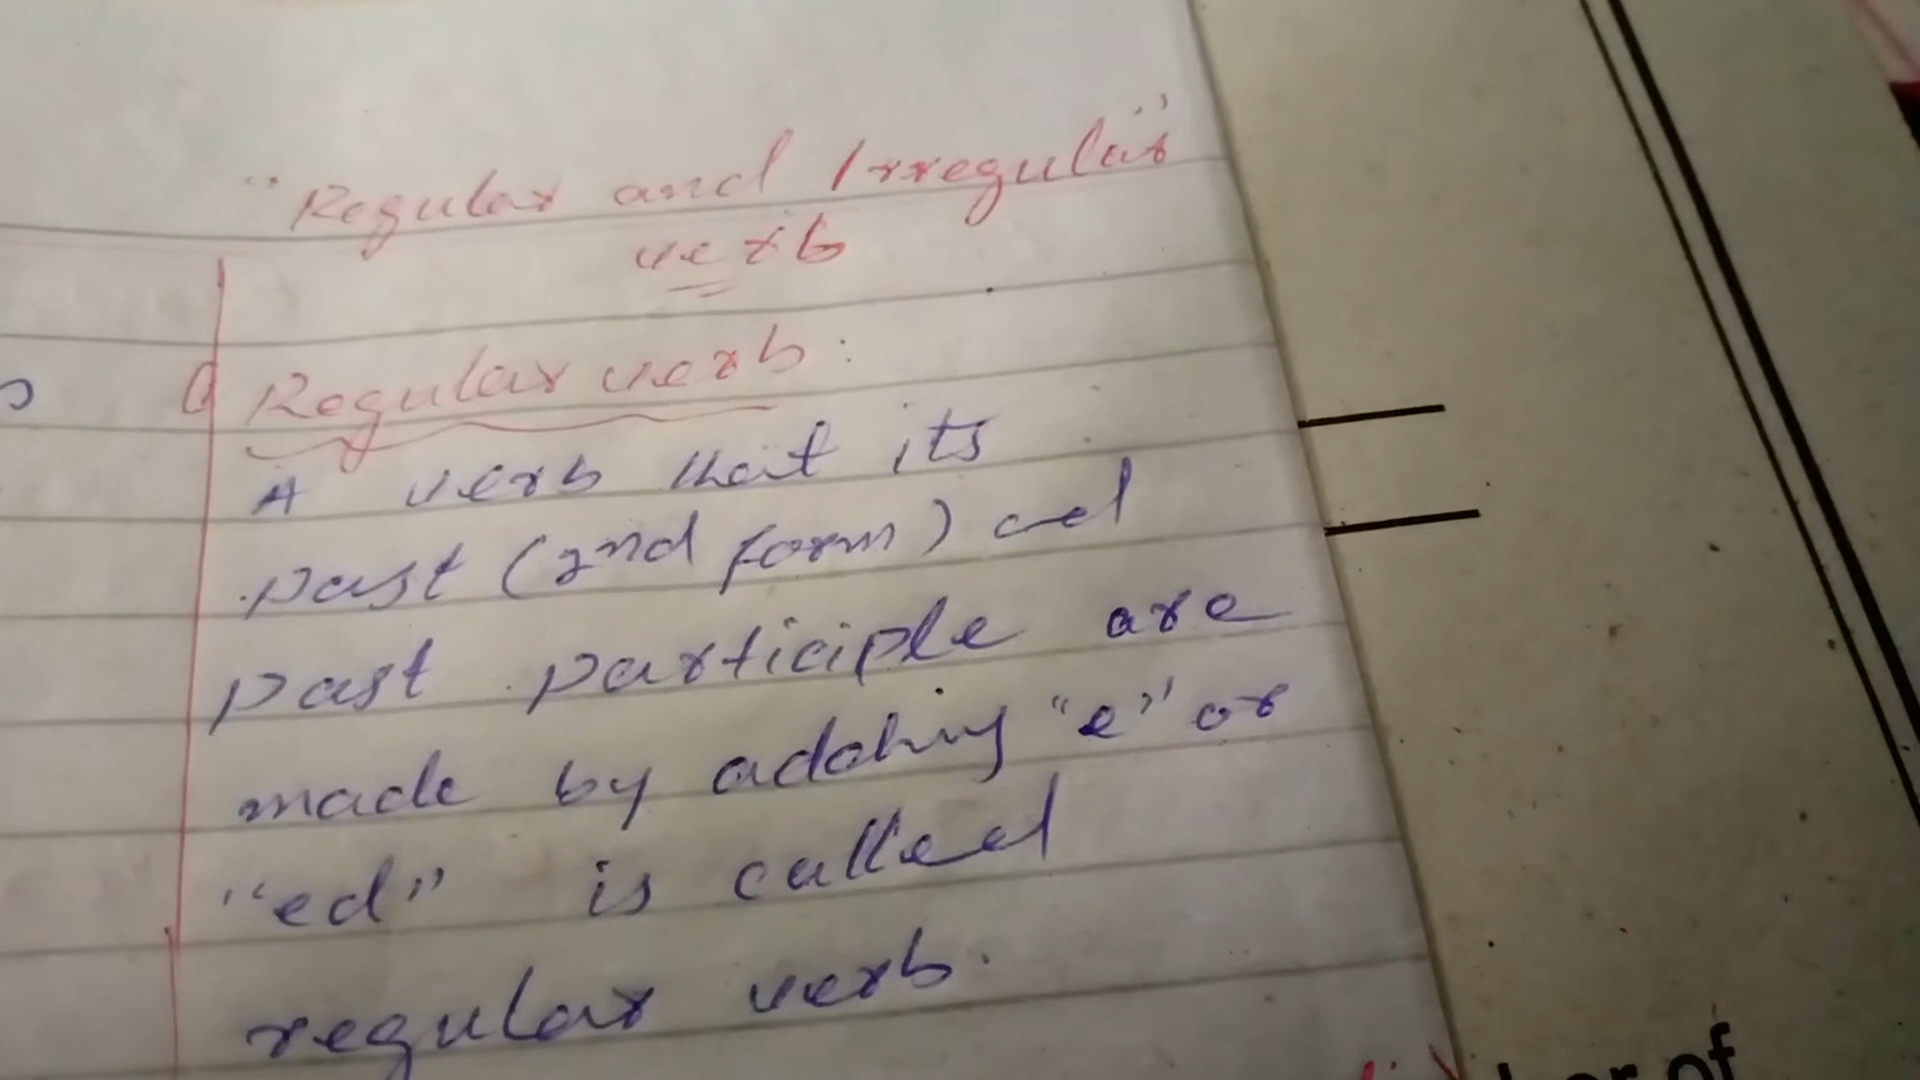 "Regular and Irregular"
verb
Regular verb:
A verb that its
past (2nd form) and
past participle are
made by adding "e" or
"ed" is called
regular verb.
of